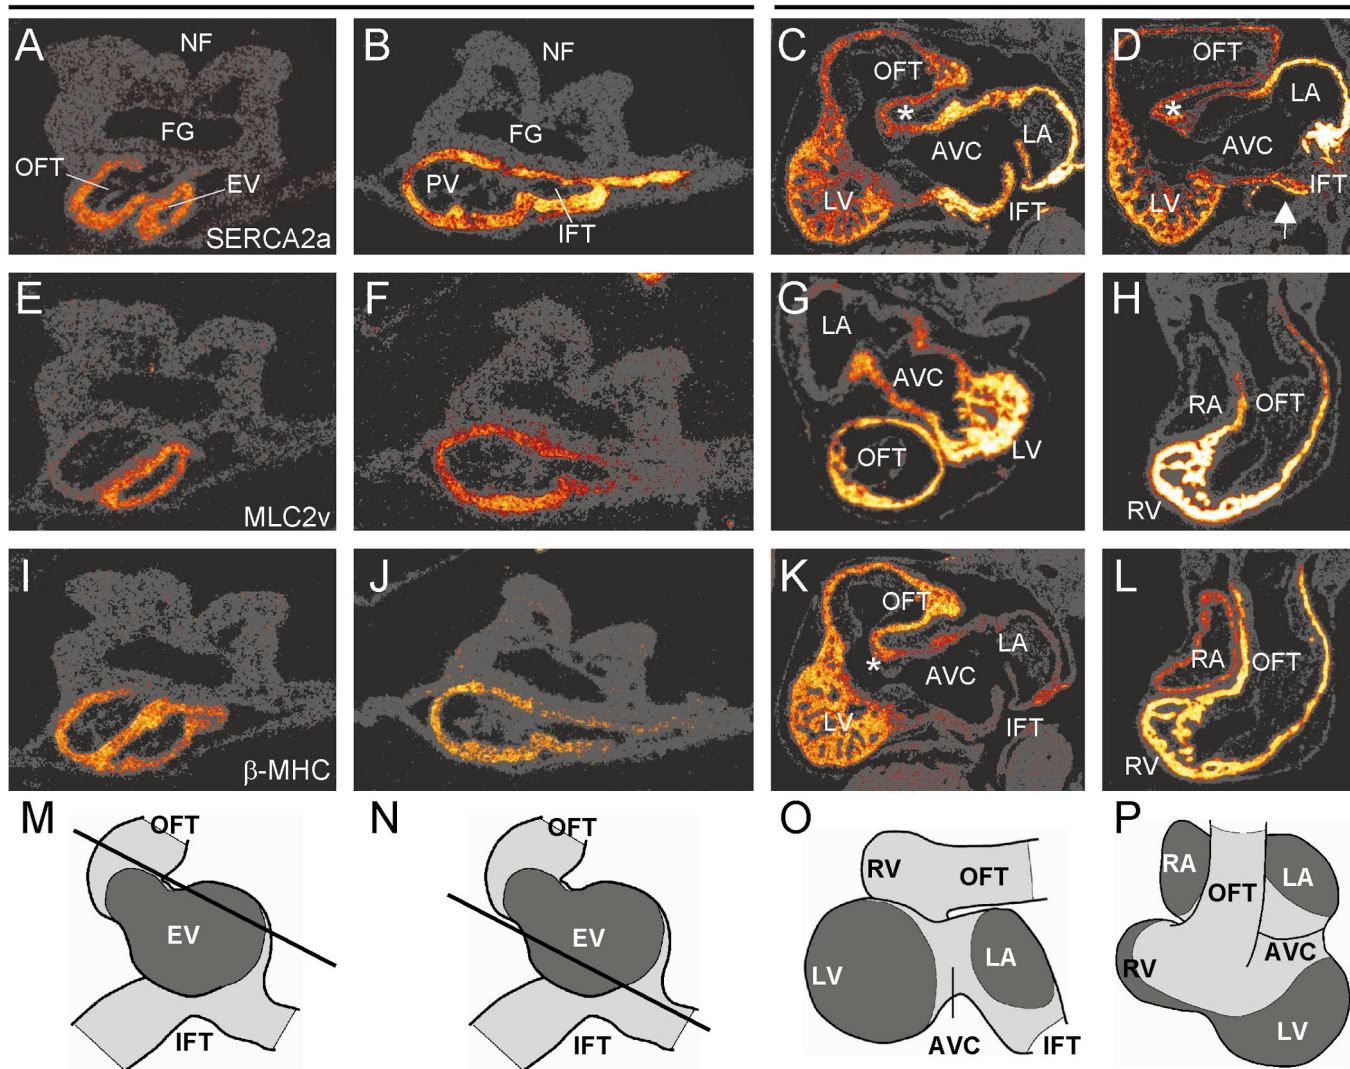 A NF FG OFT EV SERCA2a
B NF FG PV IFT
C OFT * LA AVC LV IFT
D OFT LA * AVC IFT LV
E MLC2v
F
G LA AVC OFT LV
H RA OFT RV
I β-MHC
J
K OFT LA * AVC LV IFT
L RA OFT RV
M OFT EV IFT
N OFT EV IFT
O RV OFT LV LA AVC IFT
P RA LA OFT AVC RV LV